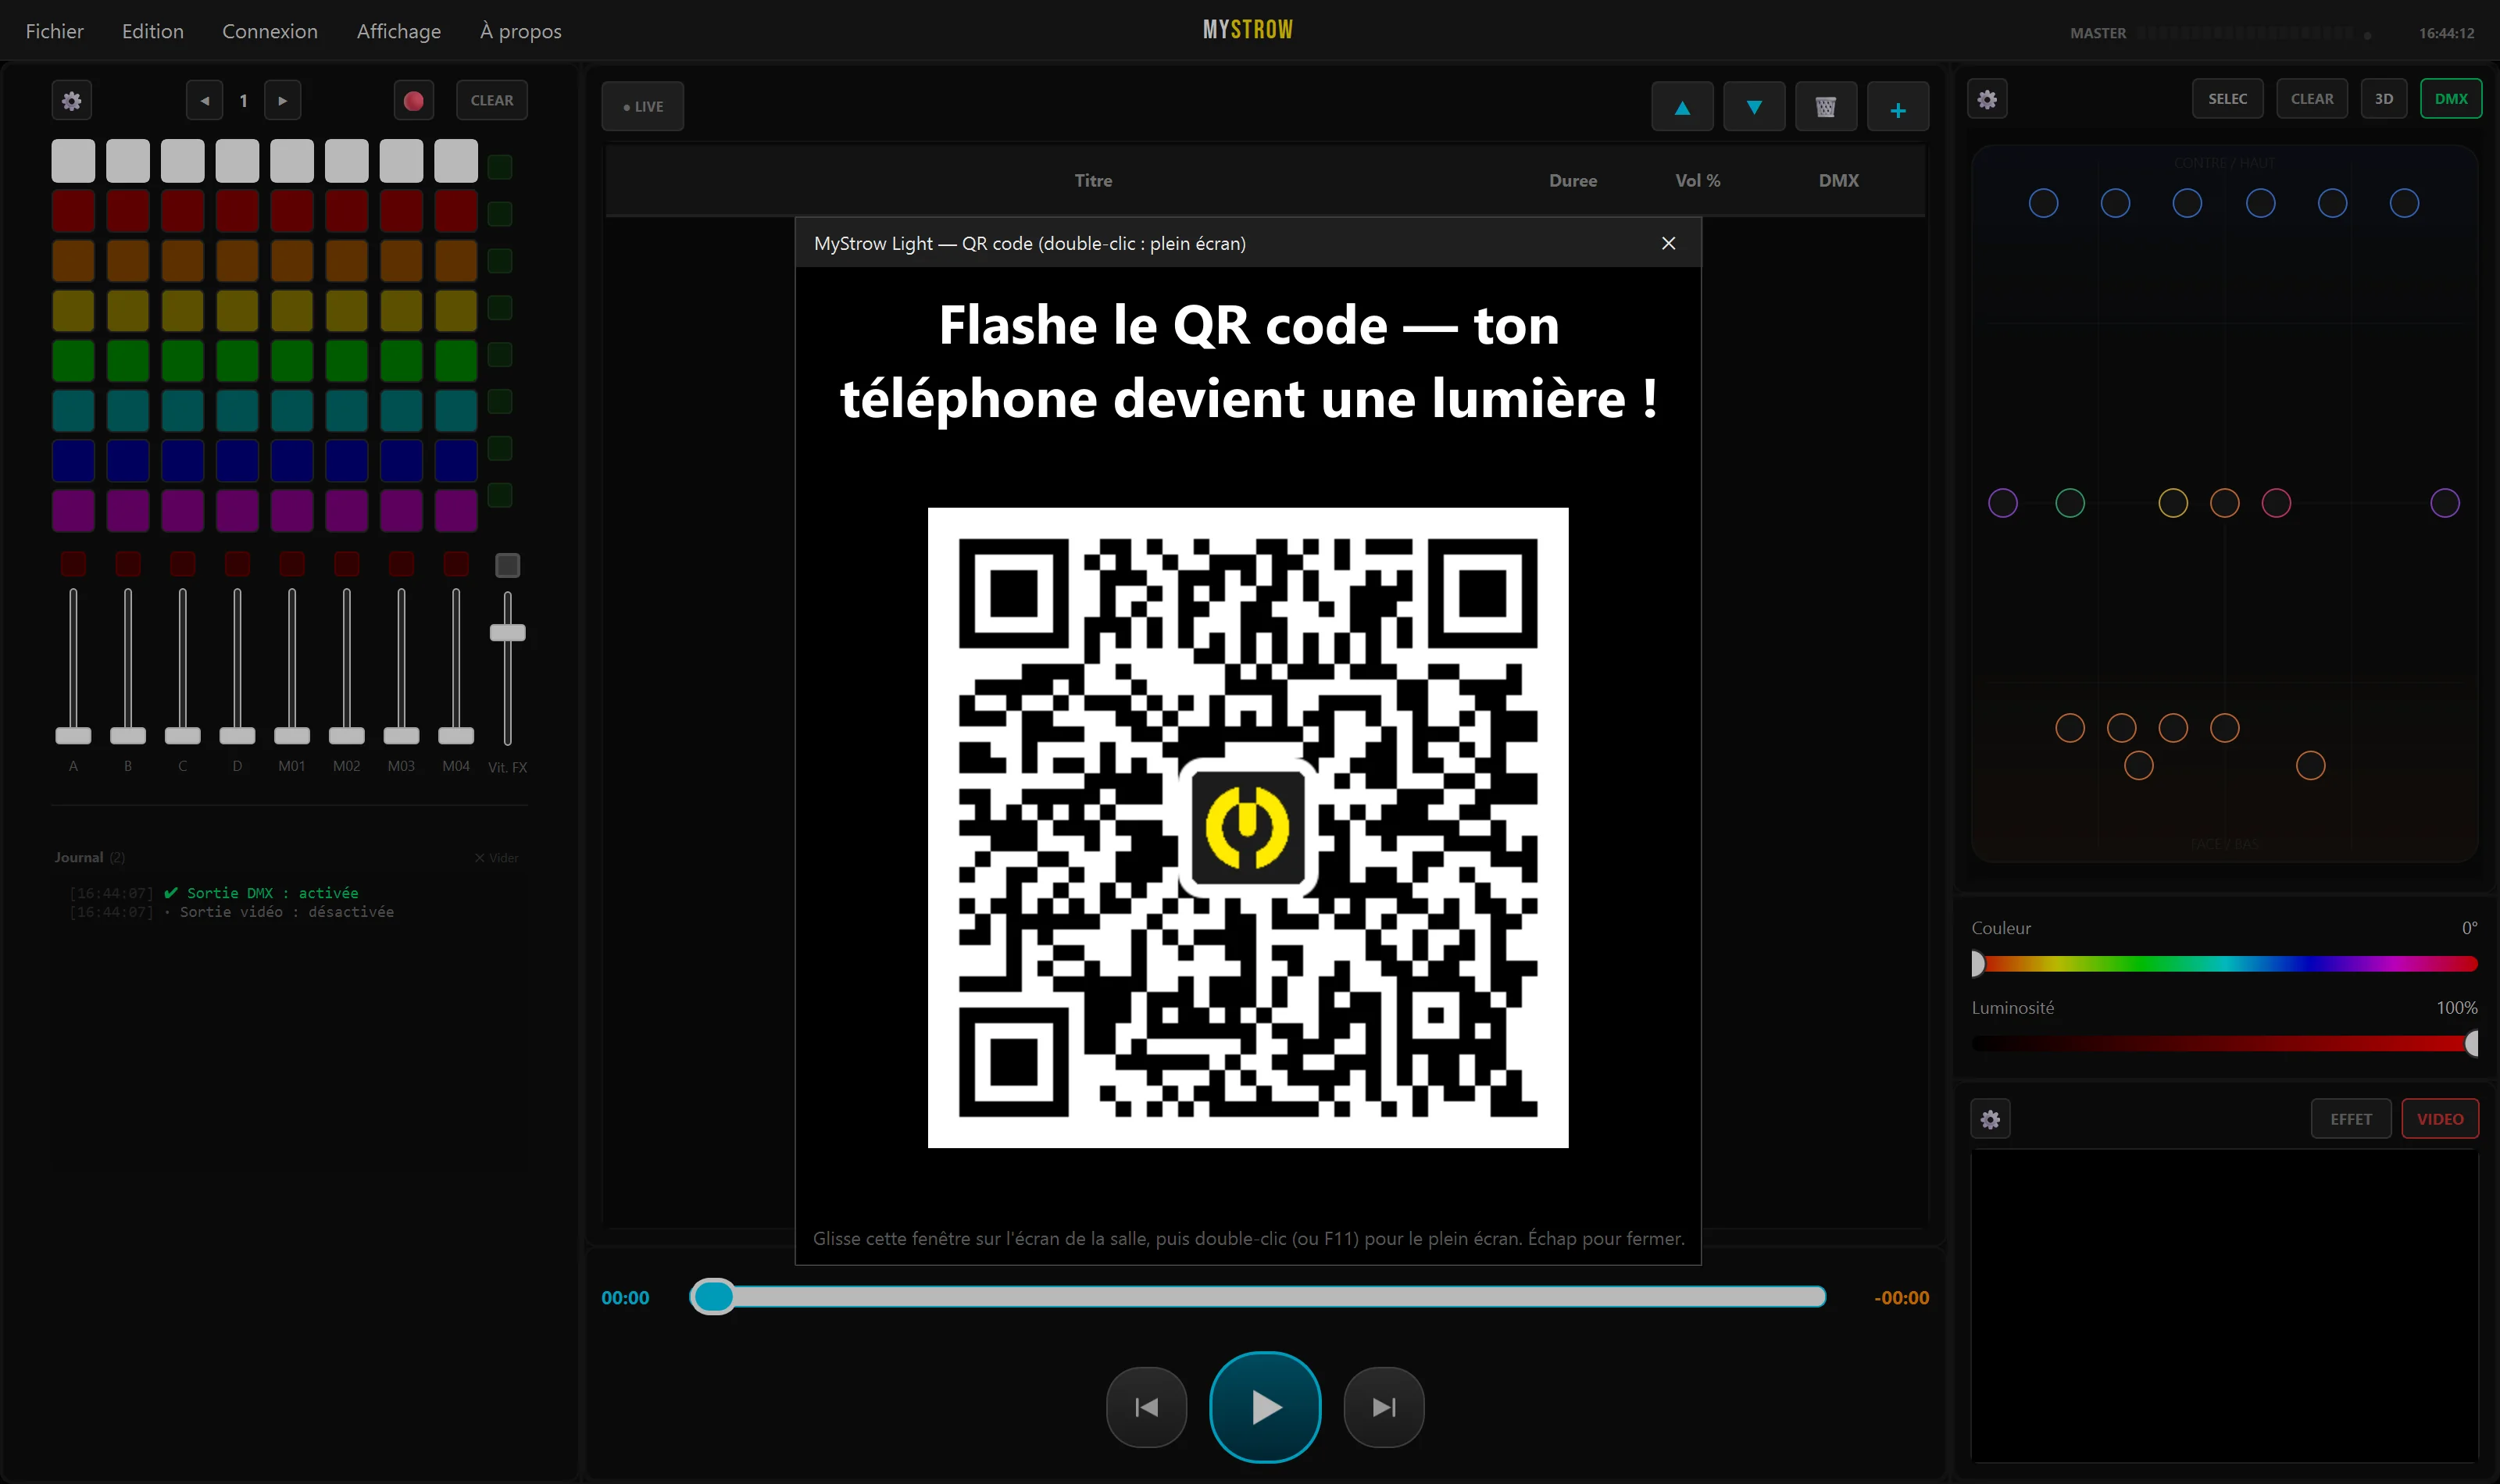 Fichier Edition Connexion Affichage À propos
MYSTROW
MASTER 16:44:12
1 CLEAR
● LIVE
SELEC CLEAR 3D DMX
Titre Duree Vol % DMX
CONTRE / HAUT
MyStrow Light — QR code (double-clic : plein écran)
Flashe le QR code — ton
téléphone devient une lumière !
A B C D M01 M02 M03 M04 Vit. FX
Journal (2) × Vider
[16:44:07] ✔ Sortie DMX : activée
[16:44:07] · Sortie vidéo : désactivée
FACE / BAS
Couleur 0°
Luminosité 100%
EFFET VIDEO
Glisse cette fenêtre sur l'écran de la salle, puis double-clic (ou F11) pour le plein écran. Échap pour fermer.
00:00 -00:00